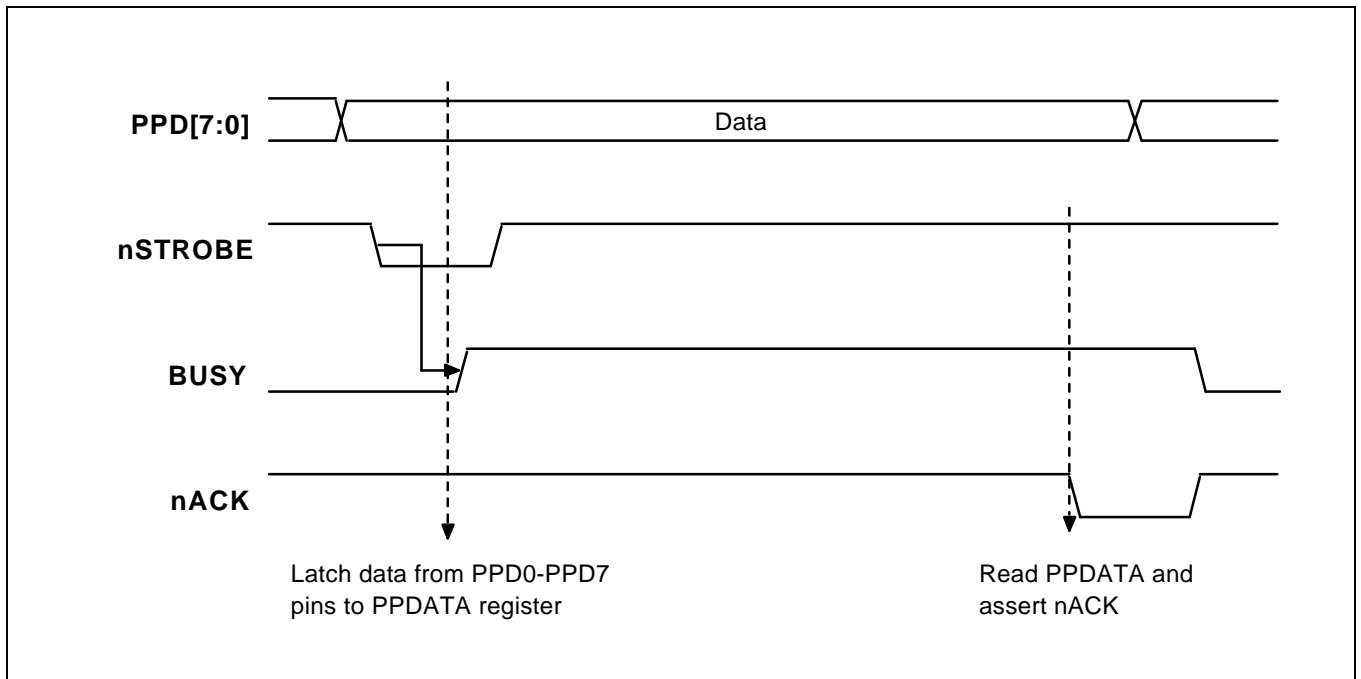 PPD[7:0]
Data
nSTROBE
BUSY
nACK
Latch data from PPD0-PPD7
pins to PPDATA register
Read PPDATA and
assert nACK